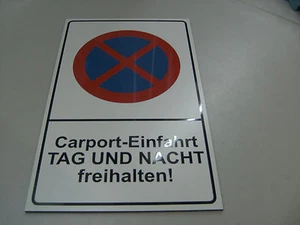 Carport-Einfahrt
TAG UND NACHT
freihalten!